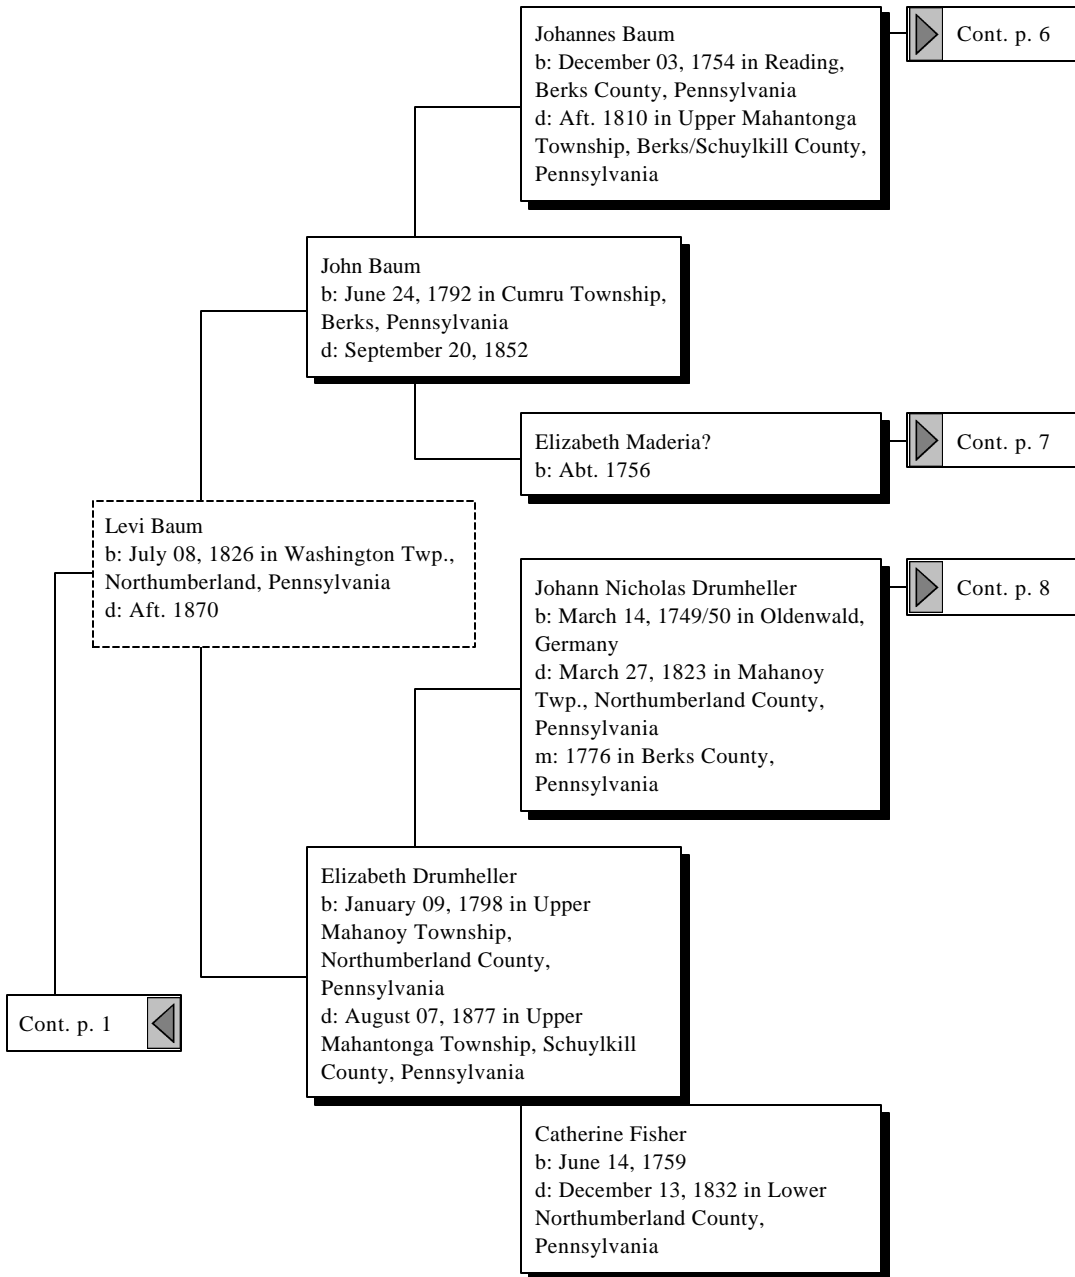 Johannes Baum
b: December 03, 1754 in Reading,
Berks County, Pennsylvania
d: Aft. 1810 in Upper Mahantonga
Township, Berks/Schuylkill County,
Pennsylvania
Cont. p. 6
John Baum
b: June 24, 1792 in Cumru Township,
Berks, Pennsylvania
d: September 20, 1852
Elizabeth Maderia?
b: Abt. 1756
Cont. p. 7
Levi Baum
b: July 08, 1826 in Washington Twp.,
Northumberland, Pennsylvania
d: Aft. 1870
Johann Nicholas Drumheller
b: March 14, 1749/50 in Oldenwald,
Germany
d: March 27, 1823 in Mahanoy
Twp., Northumberland County,
Pennsylvania
m: 1776 in Berks County,
Pennsylvania
Cont. p. 8
Elizabeth Drumheller
b: January 09, 1798 in Upper
Mahanoy Township,
Northumberland County,
Pennsylvania
d: August 07, 1877 in Upper
Mahantonga Township, Schuylkill
County, Pennsylvania
Cont. p. 1
Catherine Fisher
b: June 14, 1759
d: December 13, 1832 in Lower
Northumberland County,
Pennsylvania